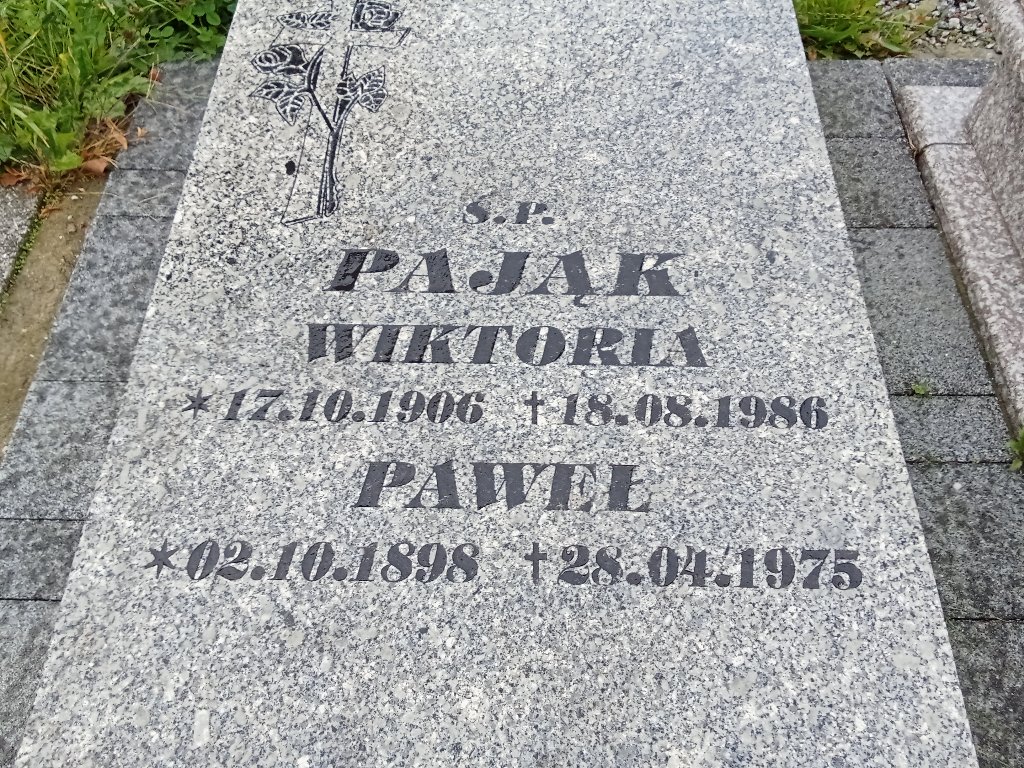 Ś.P.
PAJĄK
WIKTORIA
*17.10.1906 †18.08.1986
PAWEŁ
*02.10.1898 †28.04.1975